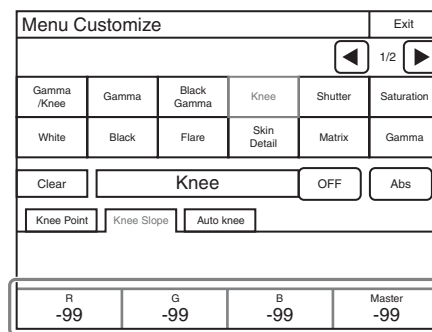 Menu Customize Exit
1/2
Gamma /Knee Gamma Black Gamma Knee Shutter Saturation
White Black Flare Skin Detail Matrix Gamma
Clear Knee OFF Abs
Knee Point Knee Slope Auto knee
R G B Master
-99 -99 -99 -99